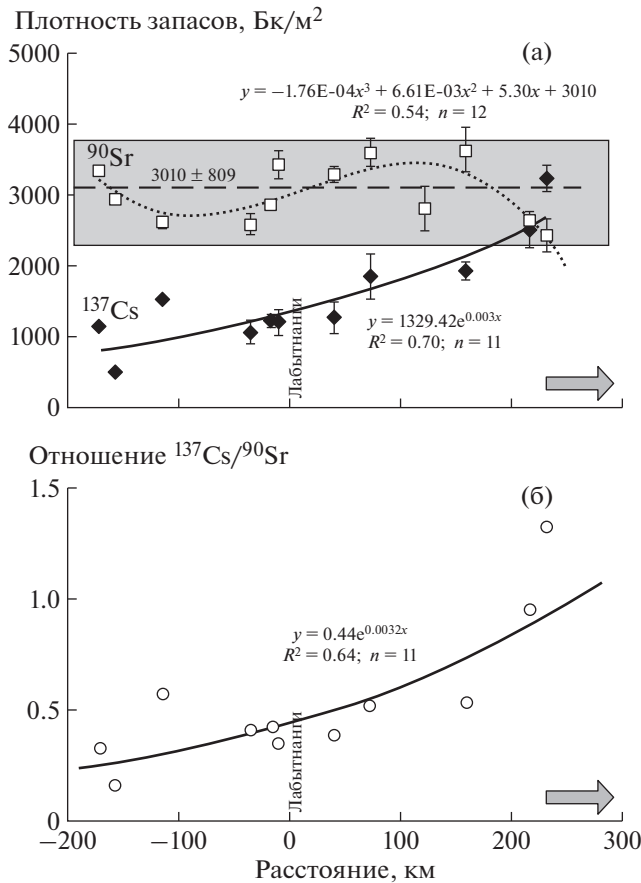 Плотность запасов, Бк/м²
(а)
5000
y = −1.76E-04x³ + 6.61E-03x² + 5.30x + 3010
R² = 0.54; n = 12
4000
⁹⁰Sr
3010 ± 809
3000
2000
¹³⁷Cs
1000
y = 1329.42e^0.003x
R² = 0.70; n = 11
Лабытнанги
0
Отношение ¹³⁷Cs/⁹⁰Sr
1.5
(б)
1.0
y = 0.44e^0.0032x
R² = 0.64; n = 11
0.5
Лабытнанги
0
−200 −100 0 100 200 300
Расстояние, км